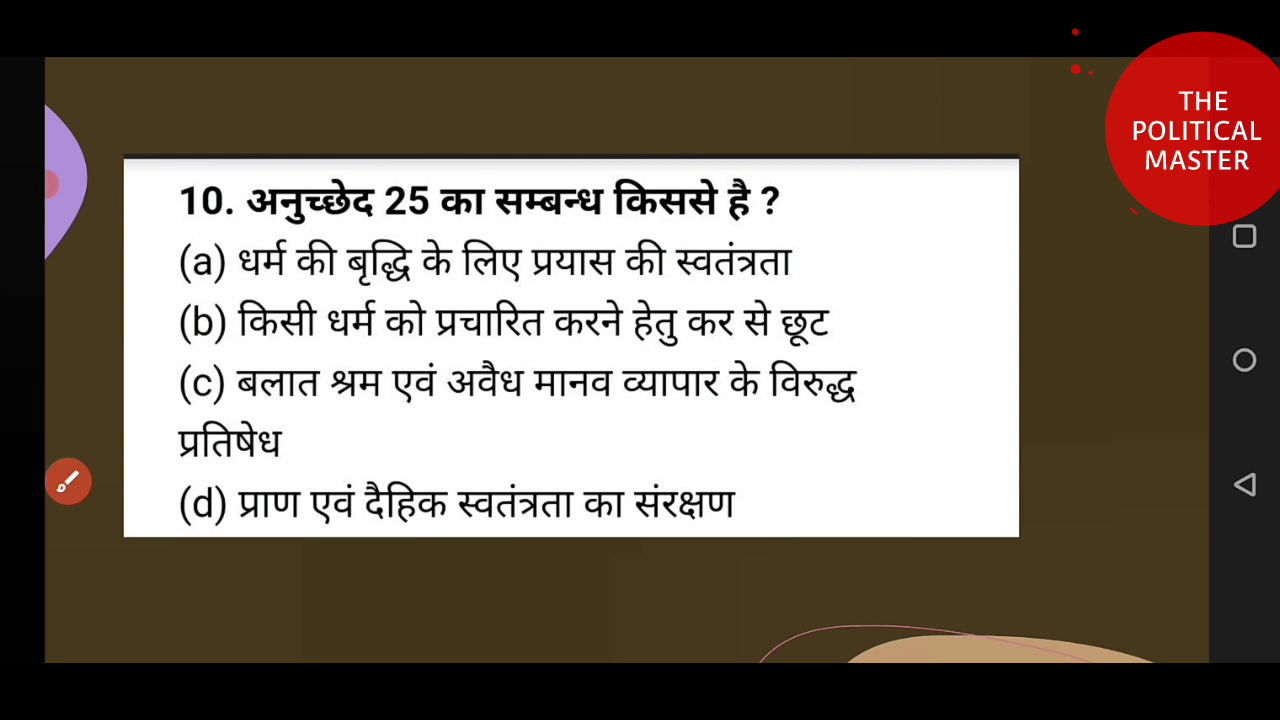 THE
POLITICAL
MASTER
10. अनुच्छेद 25 का सम्बन्ध किससे है ?
(a) धर्म की बृद्धि के लिए प्रयास की स्वतंत्रता
(b) किसी धर्म को प्रचारित करने हेतु कर से छूट
(c) बलात श्रम एवं अवैध मानव व्यापार के विरुद्ध
प्रतिषेध
(d) प्राण एवं दैहिक स्वतंत्रता का संरक्षण